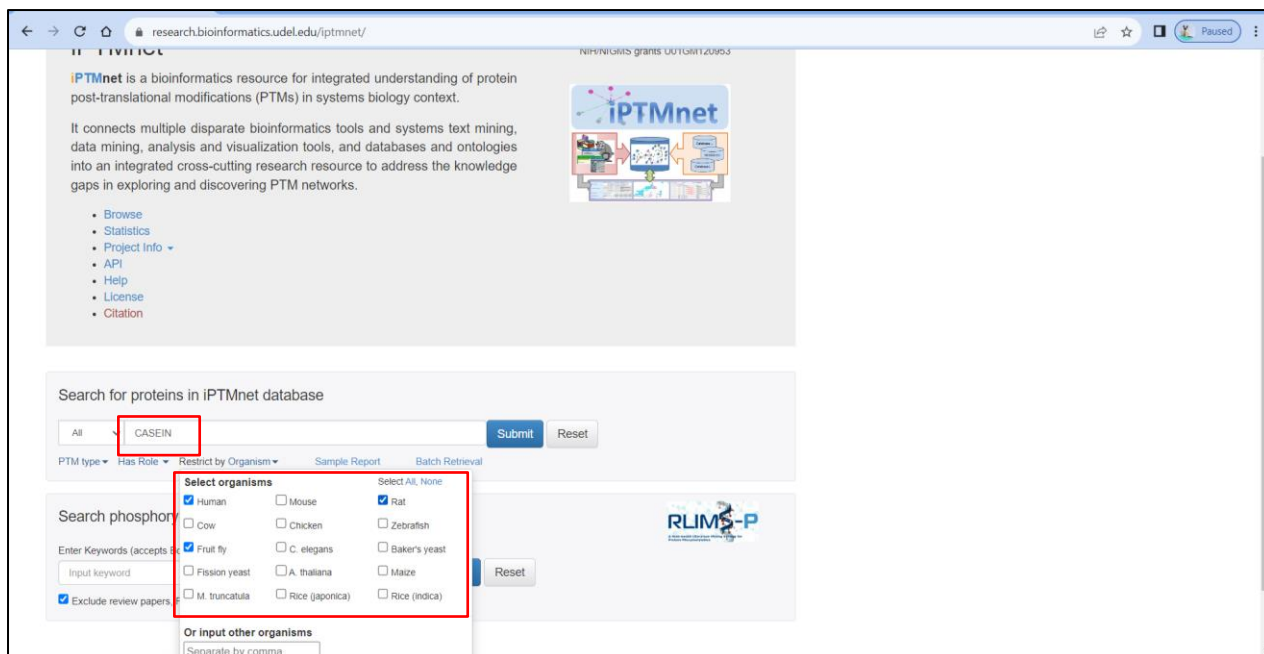 research.bioinformatics.udel.edu/iptmnet/
Paused
iPTMnet
NIH/NIGMS grants U01GM120953
iPTMnet is a bioinformatics resource for integrated understanding of protein
post-translational modifications (PTMs) in systems biology context.
It connects multiple disparate bioinformatics tools and systems text mining,
data mining, analysis and visualization tools, and databases and ontologies
into an integrated cross-cutting research resource to address the knowledge
gaps in exploring and discovering PTM networks.
iPTMnet
• Browse
• Statistics
• Project Info
• API
• Help
• License
• Citation
Search for proteins in iPTMnet database
All CASEIN Submit Reset
PTM type Has Role Restrict by Organism Sample Report Batch Retrieval
Select organisms Select All, None
Human Mouse Rat
Cow Chicken Zebrafish
Fruit fly C. elegans Baker's yeast
Fission yeast A. thaliana Maize
M. truncatula Rice (japonica) Rice (indica)
Or input other organisms
Separate by comma
Search phosphory
RLIMS-P
Enter Keywords (accepts
Input keyword Reset
Exclude review papers,